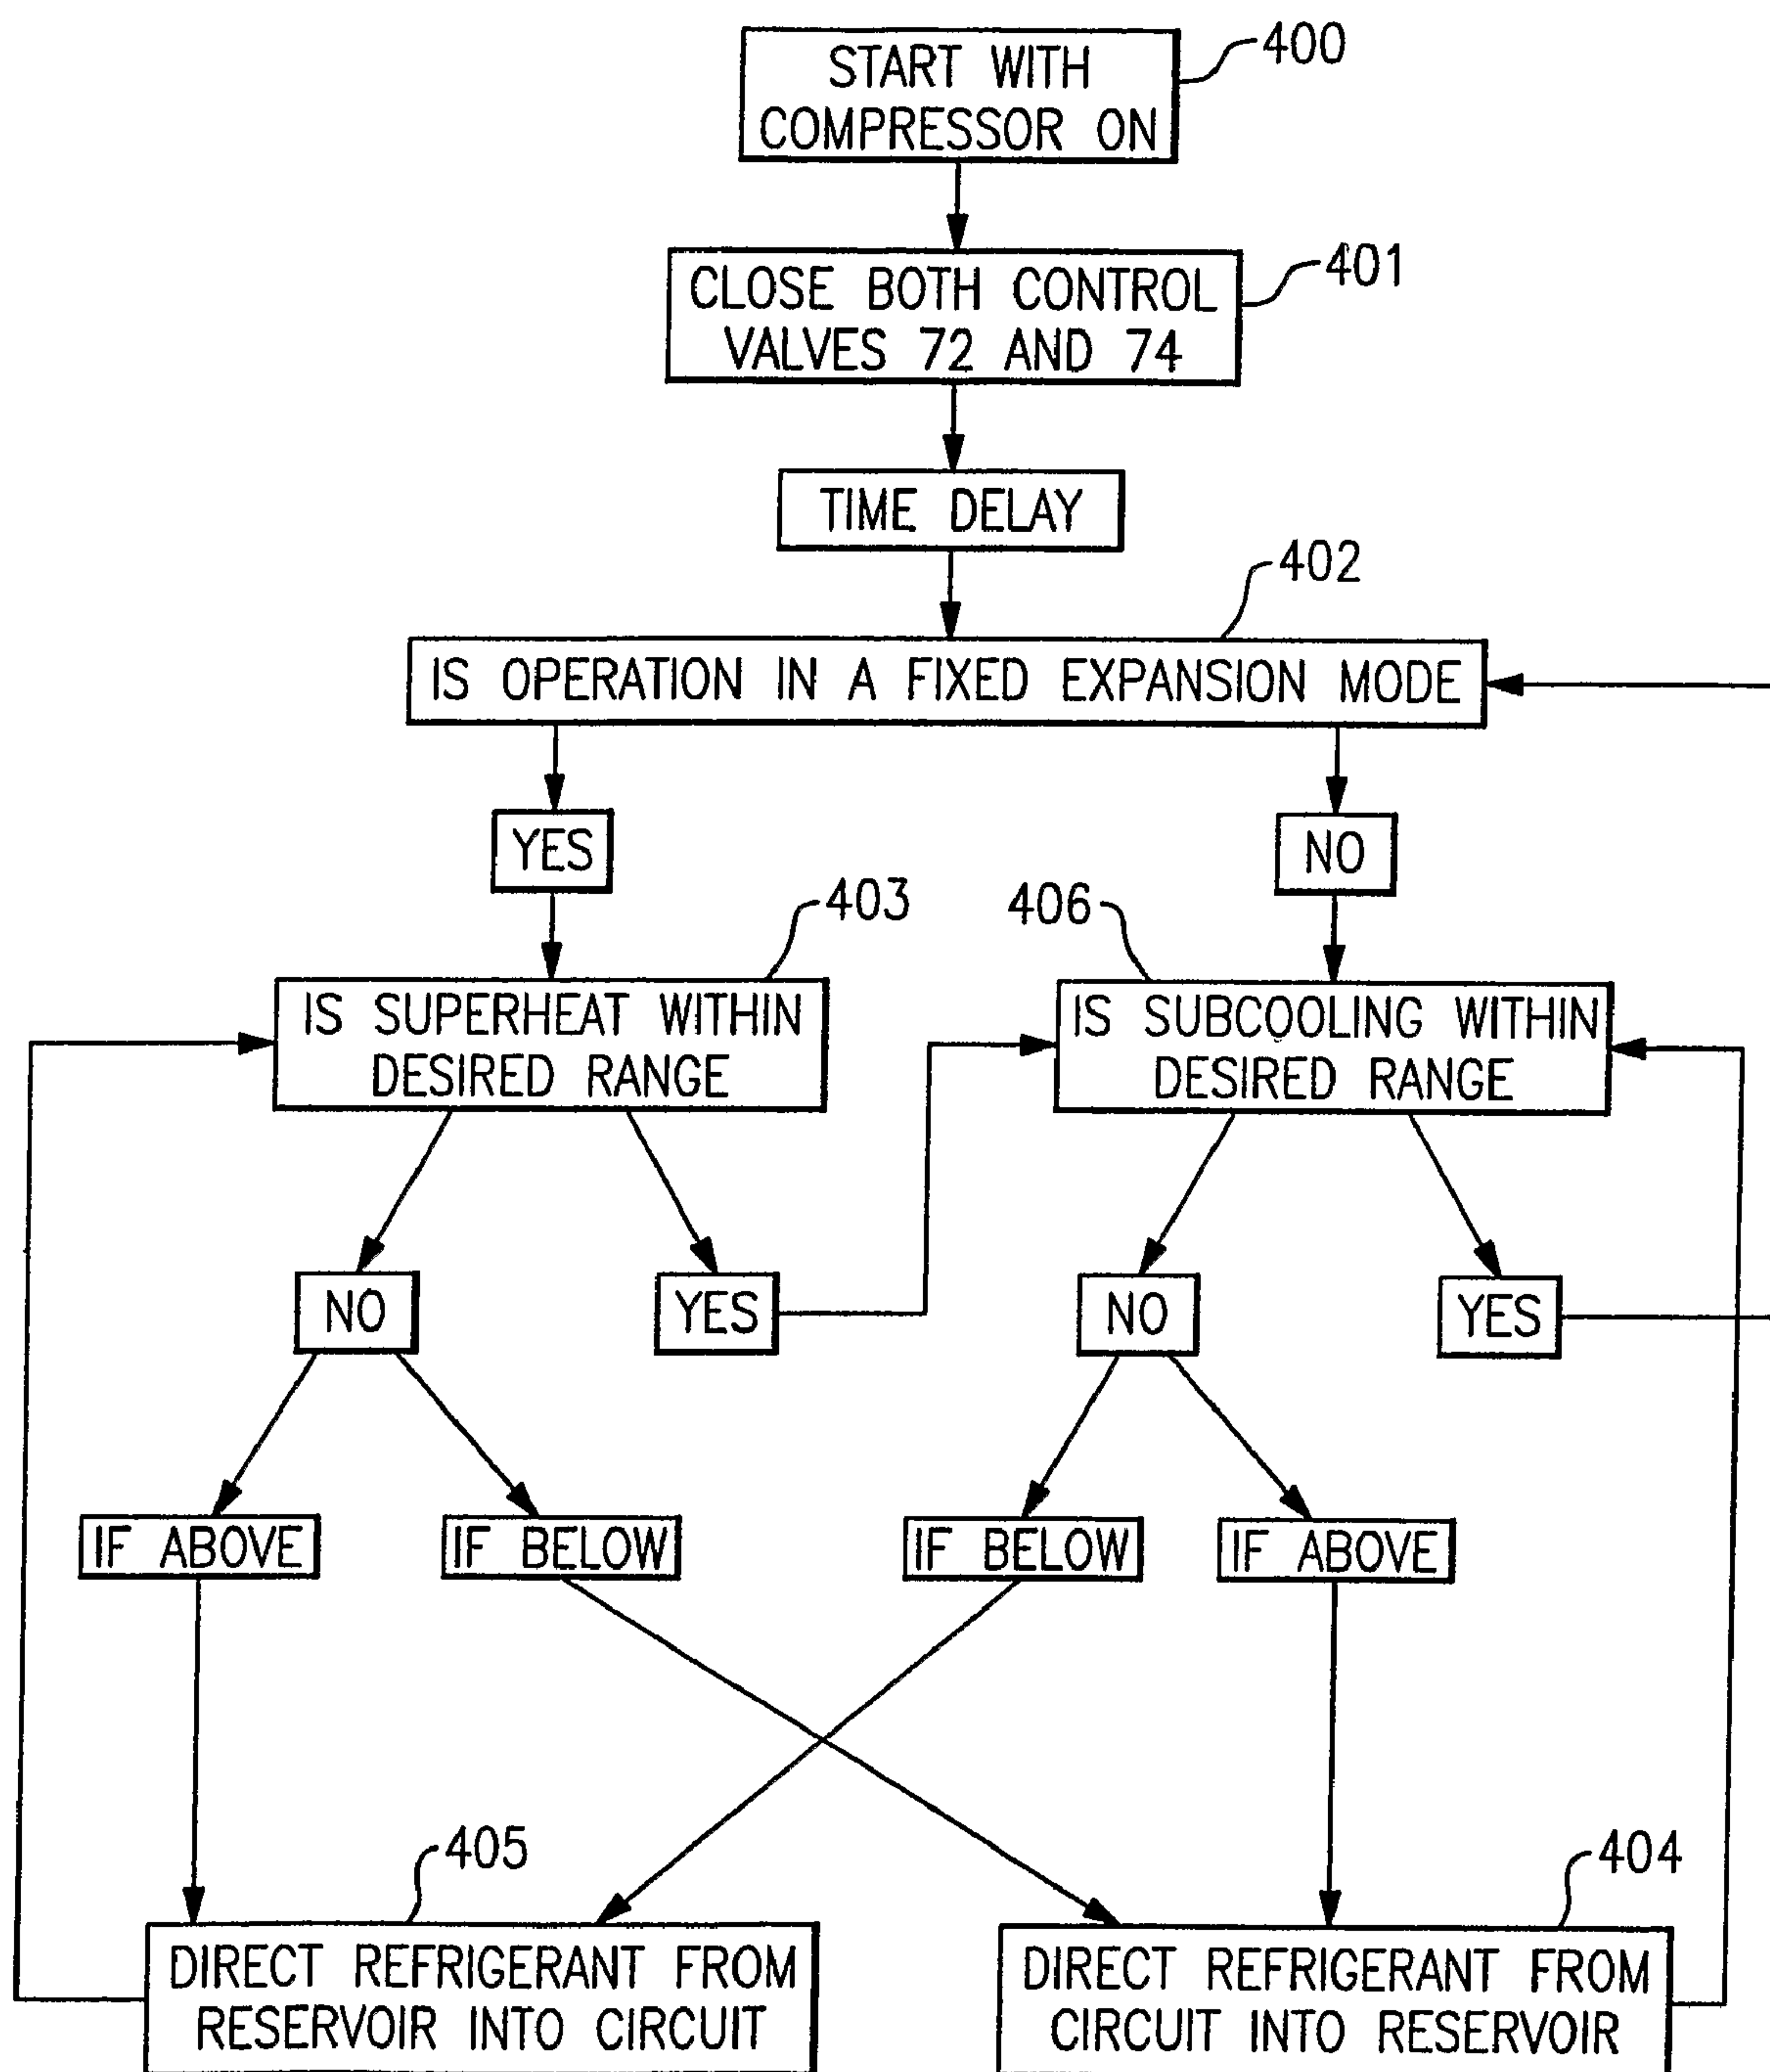 START WITH
COMPRESSOR ON
400
CLOSE BOTH CONTROL
VALVES 72 AND 74
401
TIME DELAY
402
IS OPERATION IN A FIXED EXPANSION MODE
YES
NO
403
406
IS SUPERHEAT WITHIN
DESIRED RANGE
IS SUBCOOLING WITHIN
DESIRED RANGE
NO
YES
NO
YES
IF ABOVE
IF BELOW
IF BELOW
IF ABOVE
405
404
DIRECT REFRIGERANT FROM
RESERVOIR INTO CIRCUIT
DIRECT REFRIGERANT FROM
CIRCUIT INTO RESERVOIR